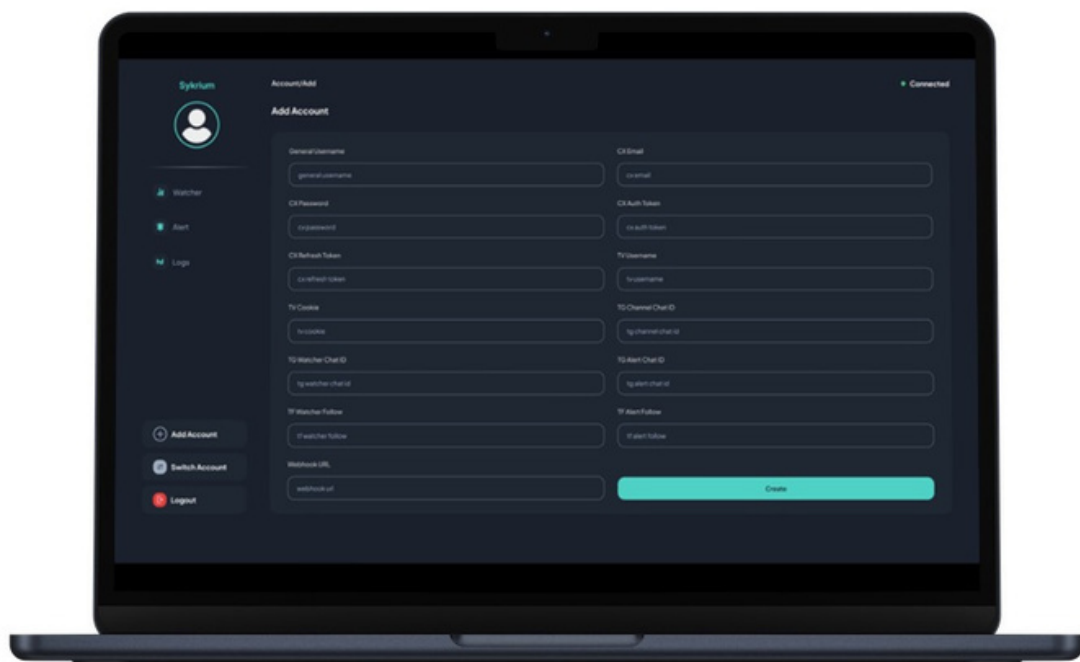 Sykrium
Account/Add
Connected
Add Account
General Username
CX Email
general username
cx email
Watcher
CX Password
CX Auth Token
cx password
cx auth token
Alert
CX Refresh Token
TV Username
Logs
cx refresh token
tv username
TV Cookie
TG Channel Chat ID
tv cookie
tg channel chat id
TG Watcher Chat ID
TG Alert Chat ID
tg watcher chat id
tg alert chat id
TF Watcher Follow
TF Alert Follow
Add Account
tf watcher follow
tf alert follow
Webhook URL
Switch Account
webhook url
Create
Logout